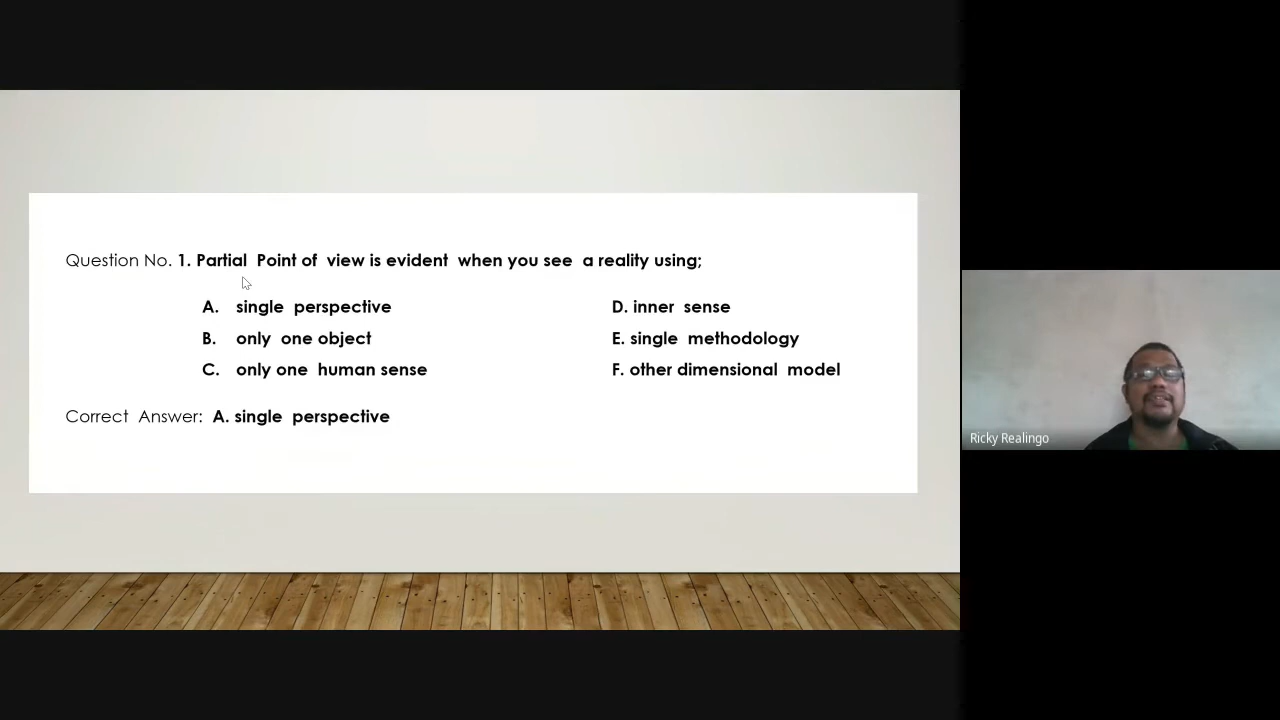 Question No. 1. Partial Point of view is evident when you see a reality using;
A. single perspective
B. only one object
C. only one human sense
D. inner sense
E. single methodology
F. other dimensional model
Correct Answer: A. single perspective
Ricky Realingo